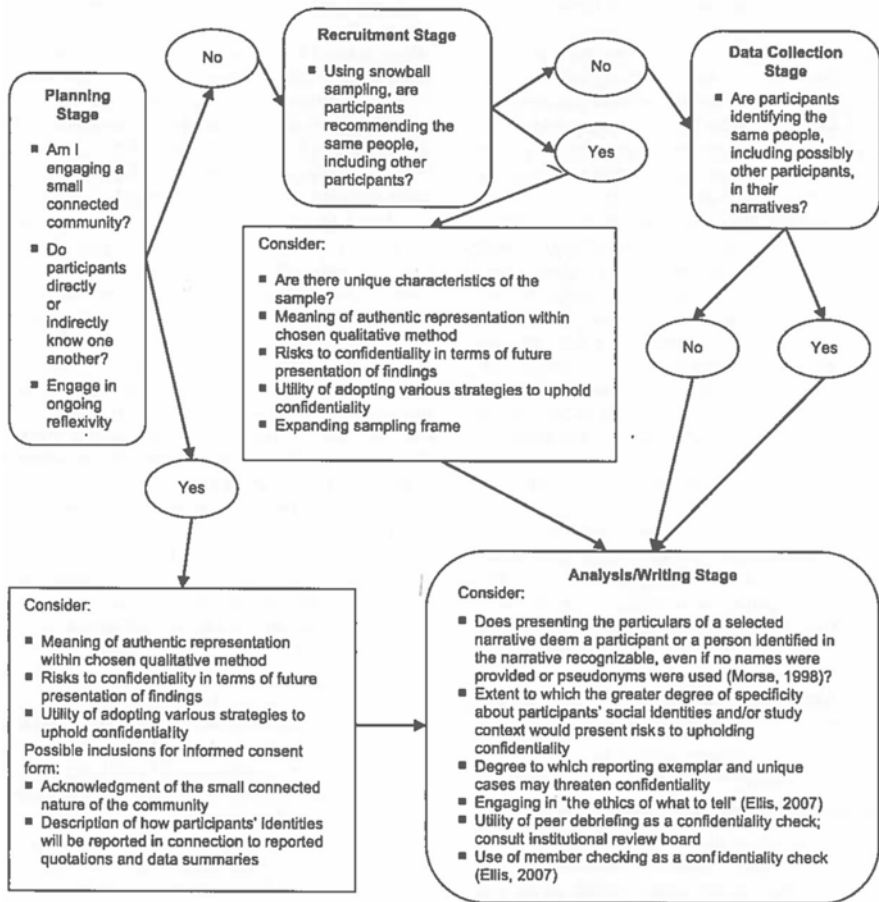 Planning
Stage
▪ Am I
engaging a
small
connected
community?
▪ Do
participants
directly
or
indirectly
know one
another?
▪ Engage in
ongoing
reflexivity
No
Recruitment Stage
▪ Using snowball
sampling, are
participants
recommending the
same people,
including other
participants?
No
Yes
Data Collection
Stage
▪ Are participants
identifying the
same people,
including possibly
other participants,
in their
narratives?
Consider:
▪ Are there unique characteristics of the
sample?
▪ Meaning of authentic representation within
chosen qualitative method
▪ Risks to confidentiality in terms of future
presentation of findings
▪ Utility of adopting various strategies to uphold
confidentiality
▪ Expanding sampling frame
No
Yes
Yes
Consider:
▪ Meaning of authentic representation
within chosen qualitative method
▪ Risks to confidentiality in terms of future
presentation of findings
▪ Utility of adopting various strategies to
uphold confidentiality
Possible inclusions for informed consent
form:
▪ Acknowledgment of the small connected
nature of the community
▪ Description of how participants' identities
will be reported in connection to reported
quotations and data summaries
Analysis/Writing Stage
Consider:
▪ Does presenting the particulars of a selected
narrative deem a participant or a person identified in
the narrative recognizable, even if no names were
provided or pseudonyms were used (Morse, 1998)?
▪ Extent to which the greater degree of specificity
about participants' social identities and/or study
context would present risks to upholding
confidentiality
▪ Degree to which reporting exemplar and unique
cases may threaten confidentiality
▪ Engaging in "the ethics of what to tell" (Ellis, 2007)
▪ Utility of peer debriefing as a confidentiality check;
consult institutional review board
▪ Use of member checking as a confidentiality check
(Ellis, 2007)